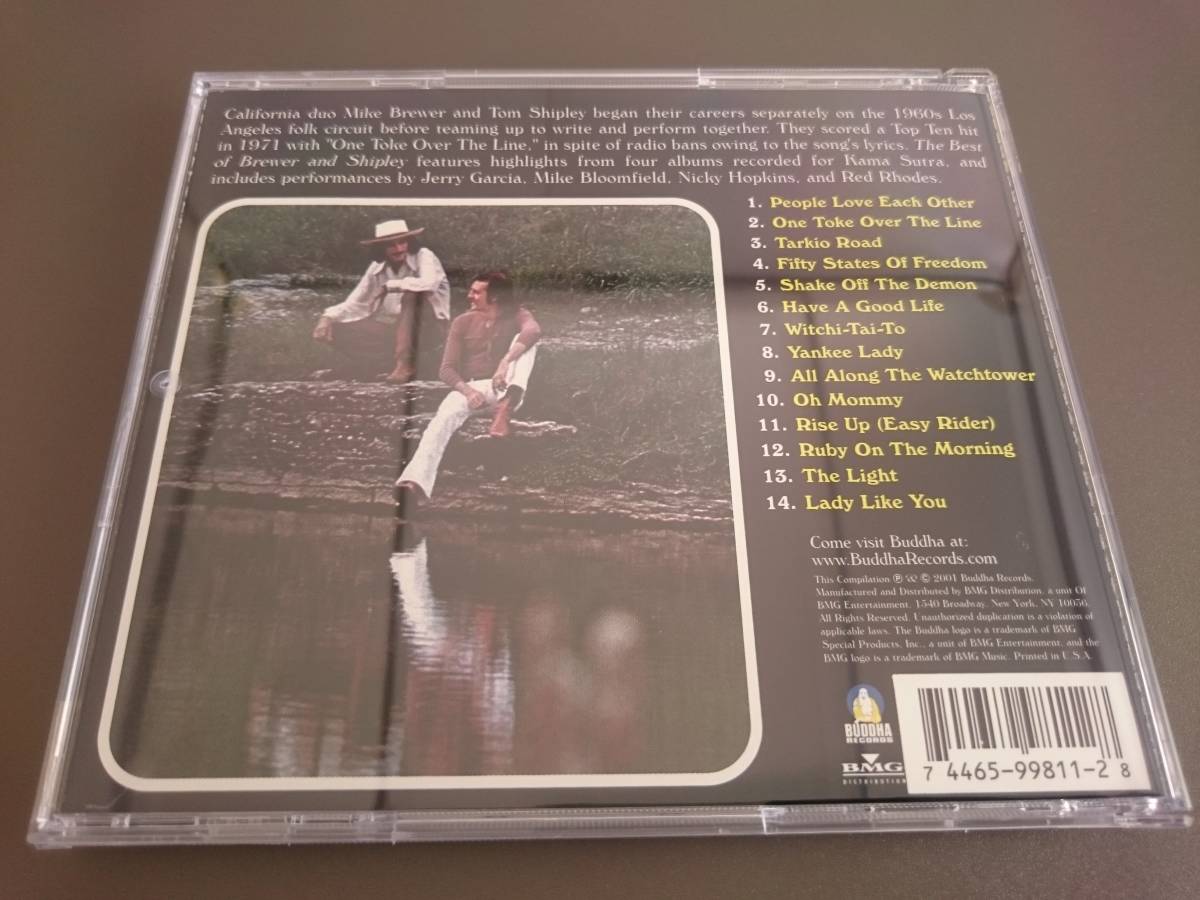 California duo Mike Brewer and Tom Shipley began their careers separately on the 1960s Los
Angeles folk circuit before teaming up to write and perform together. They scored a Top Ten hit
in 1971 with "One Toke Over The Line," in spite of radio bans owing to the song's lyrics. The Best
of Brewer and Shipley features highlights from four albums recorded for Kama Sutra, and
includes performances by Jerry Garcia, Mike Bloomfield, Nicky Hopkins, and Red Rhodes.
1. People Love Each Other
2. One Toke Over The Line
3. Tarkio Road
4. Fifty States Of Freedom
5. Shake Off The Demon
6. Have A Good Life
7. Witchi-Tai-To
8. Yankee Lady
9. All Along The Watchtower
10. Oh Mommy
11. Rise Up (Easy Rider)
12. Ruby On The Morning
13. The Light
14. Lady Like You
Come visit Buddha at:
www.BuddhaRecords.com
This Compilation ℗ & © 2001 Buddha Records.
Manufactured and Distributed by BMG Distribution, a unit Of
BMG Entertainment, 1540 Broadway, New York, NY 10036.
All Rights Reserved. Unauthorized duplication is a violation of
applicable laws. The Buddha logo is a trademark of BMG
Special Products, Inc., a unit of BMG Entertainment, and the
BMG logo is a trademark of BMG Music. Printed in U.S.A.
BUDDHA
RECORDS
BMG
DISTRIBUTION
7 4465-99811-2 8